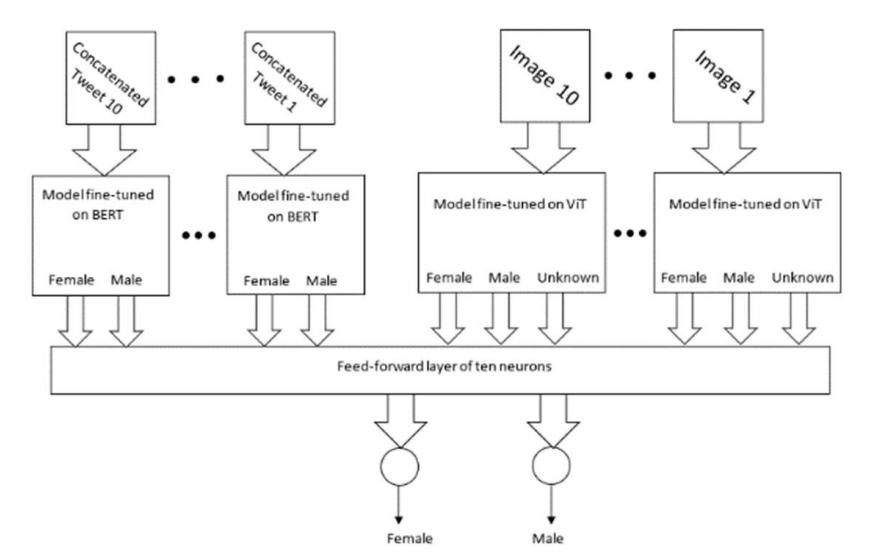 Concatenated
Tweet 10
Concatenated
Tweet 1
Image 10
Image 1
Model fine-tuned
on BERT
Model fine-tuned
on BERT
Model fine-tuned on ViT
Model fine-tuned on ViT
Female Male
Female Male
Female Male Unknown
Female Male Unknown
Feed-forward layer of ten neurons
Female
Male